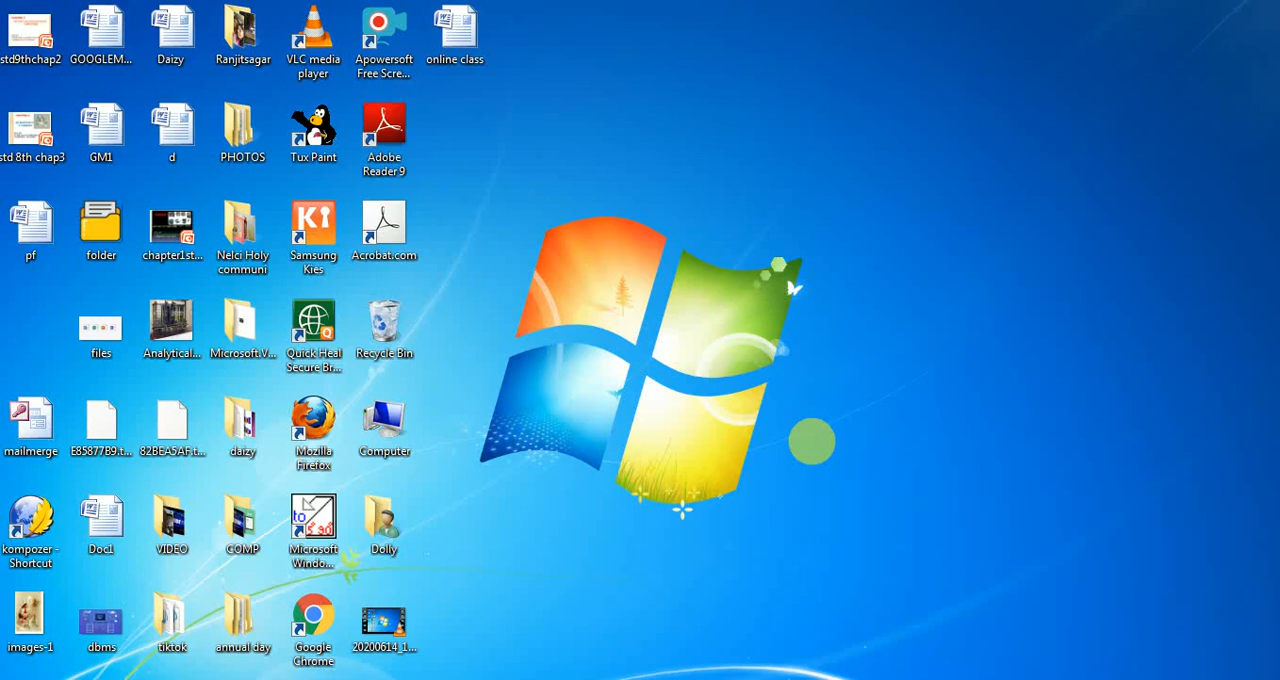 std9thchap2
GOOGLEM...
Daizy
Ranjitsagar
VLC media
player
Apowersoft
Free Scre...
online class
std 8th chap3
GM1
d
PHOTOS
Tux Paint
Adobe
Reader 9
pf
folder
chapter1st...
Nelci Holy
communi
Samsung
Kies
Acrobat.com
files
Analytical...
Microsoft.V...
Quick Heal
Secure Br...
Recycle Bin
mailmerge
E85877B9.t...
82BEA5AF.t...
daizy
Mozilla
Firefox
Computer
kompozer -
Shortcut
Doc1
VIDEO
COMP
Microsoft
Windo...
Dolly
images-1
dbms
tiktok
annual day
Google
Chrome
20200614_1...